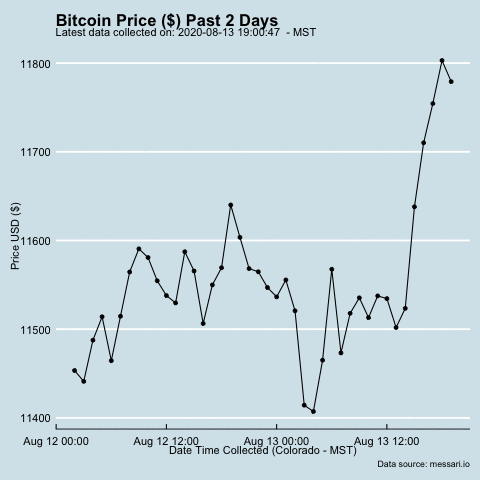 Bitcoin Price ($) Past 2 Days
Latest data collected on: 2020-08-13 19:00:47  - MST
11800
11700
11600
11500
11400
Price USD ($)
Aug 12 00:00
Aug 12 12:00
Aug 13 00:00
Aug 13 12:00
Date Time Collected (Colorado - MST)
Data source: messari.io